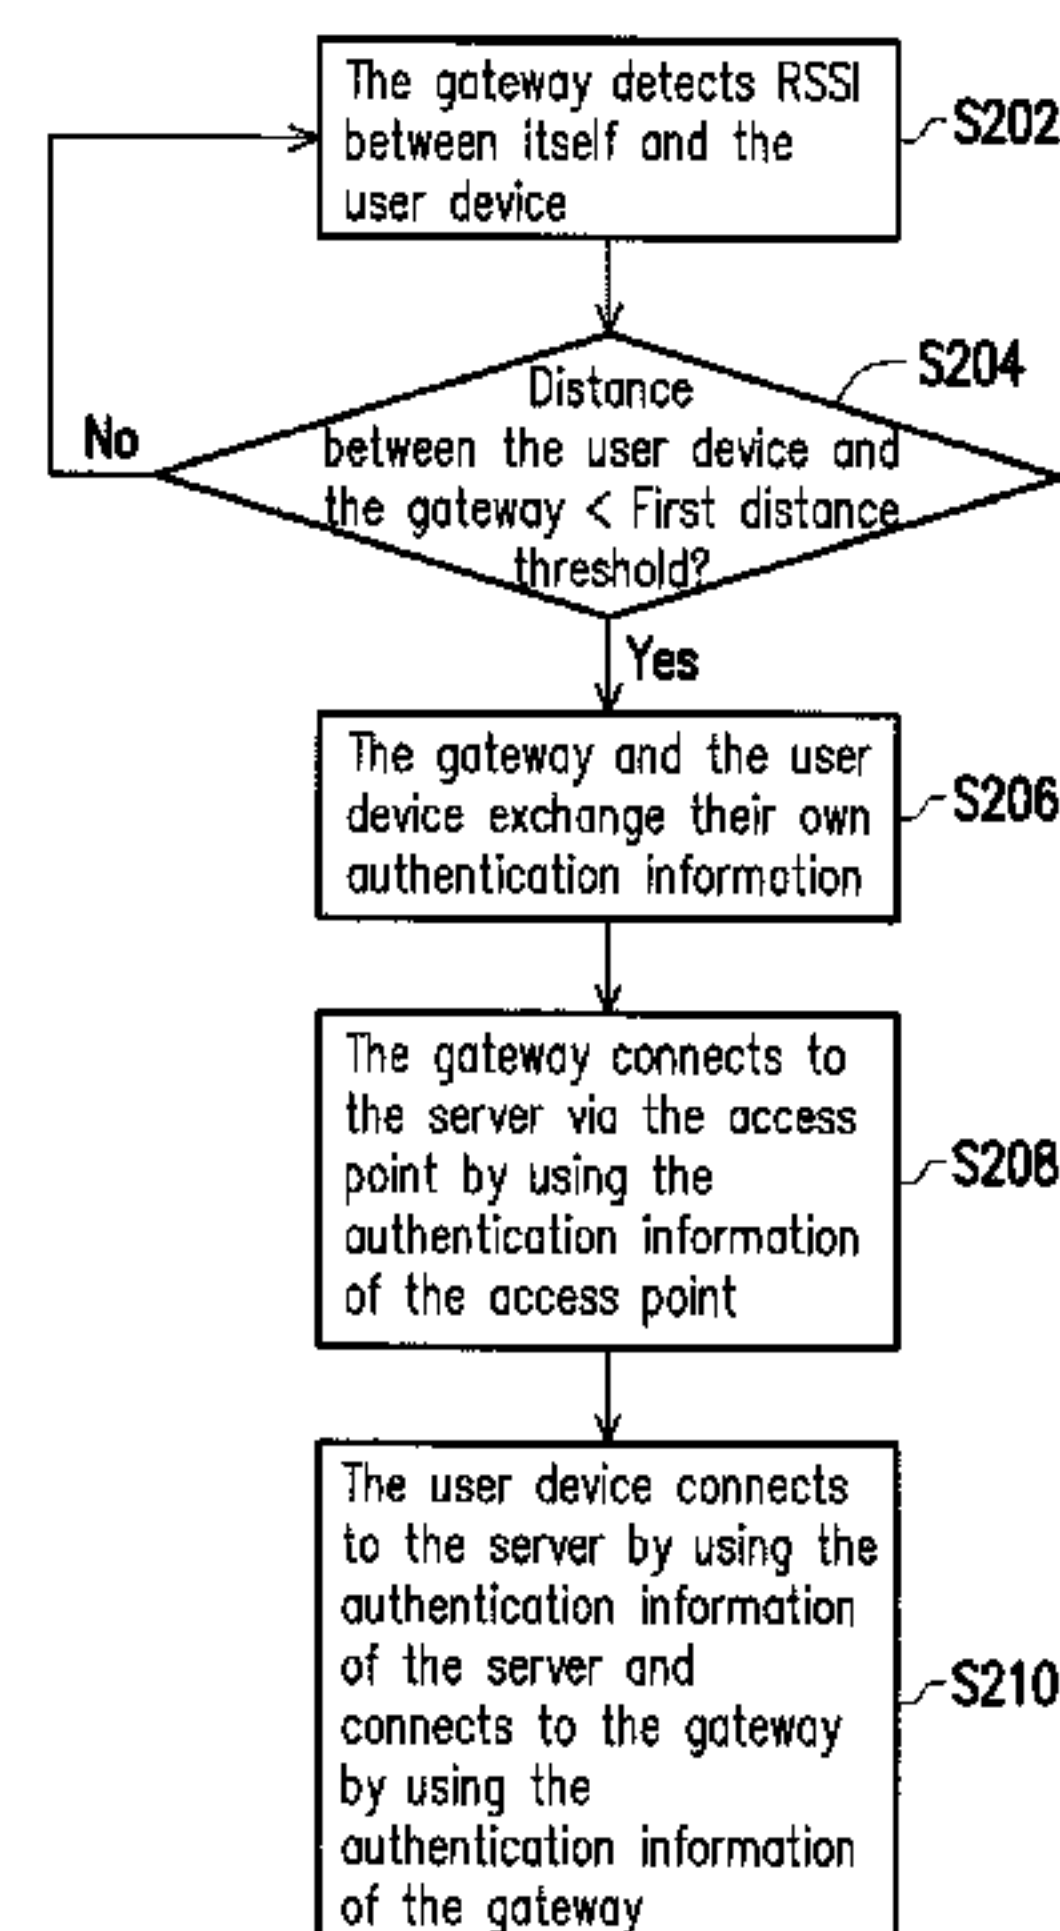 The gateway detects RSSI
between itself and the
user device
S202
S204
Distance
between the user device and
the gateway < First distance
threshold?
No
Yes
The gateway and the user
device exchange their own
authentication information
S206
The gateway connects to
the server via the access
point by using the
authentication information
of the access point
S208
The user device connects
to the server by using the
authentication information
of the server and
connects to the gateway
by using the
authentication information
of the gateway
S210